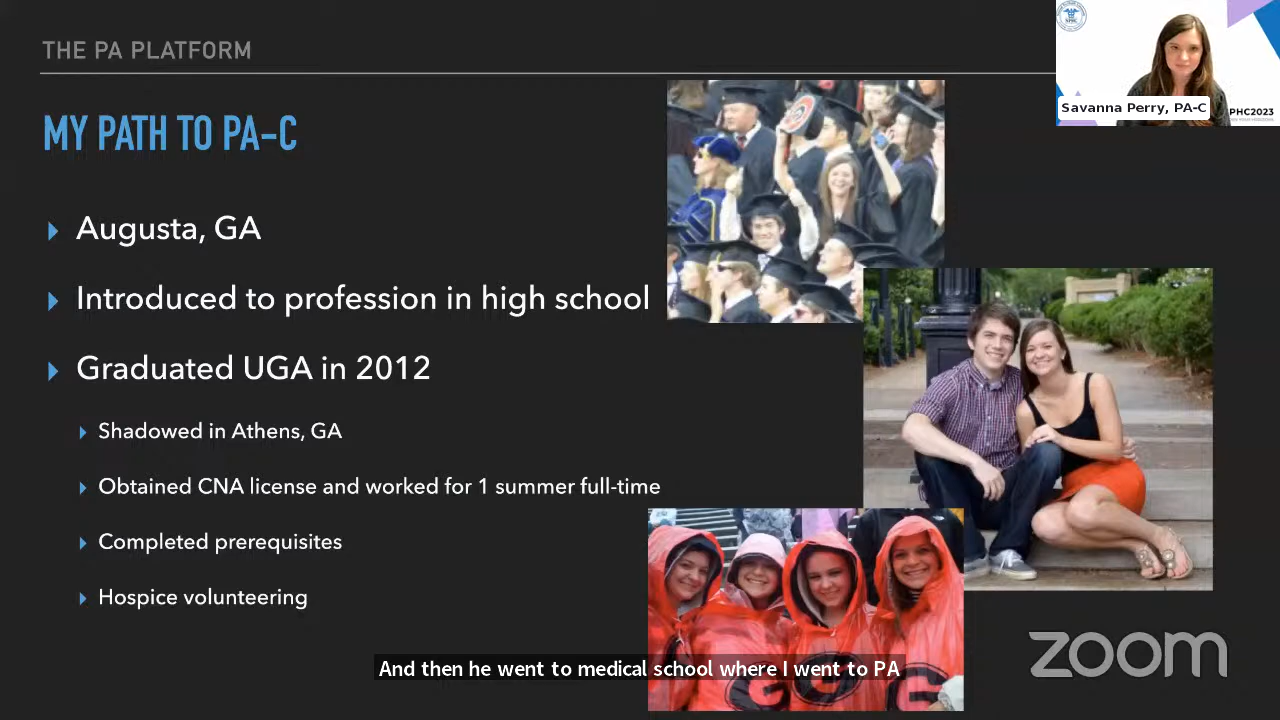 THE PA PLATFORM
Savanna Perry, PA-C
PHC2023
MY PATH TO PA-C
Augusta, GA
Introduced to profession in high school
Graduated UGA in 2012
Shadowed in Athens, GA
Obtained CNA license and worked for 1 summer full-time
Completed prerequisites
Hospice volunteering
And then he went to medical school where I went to PA
zoom